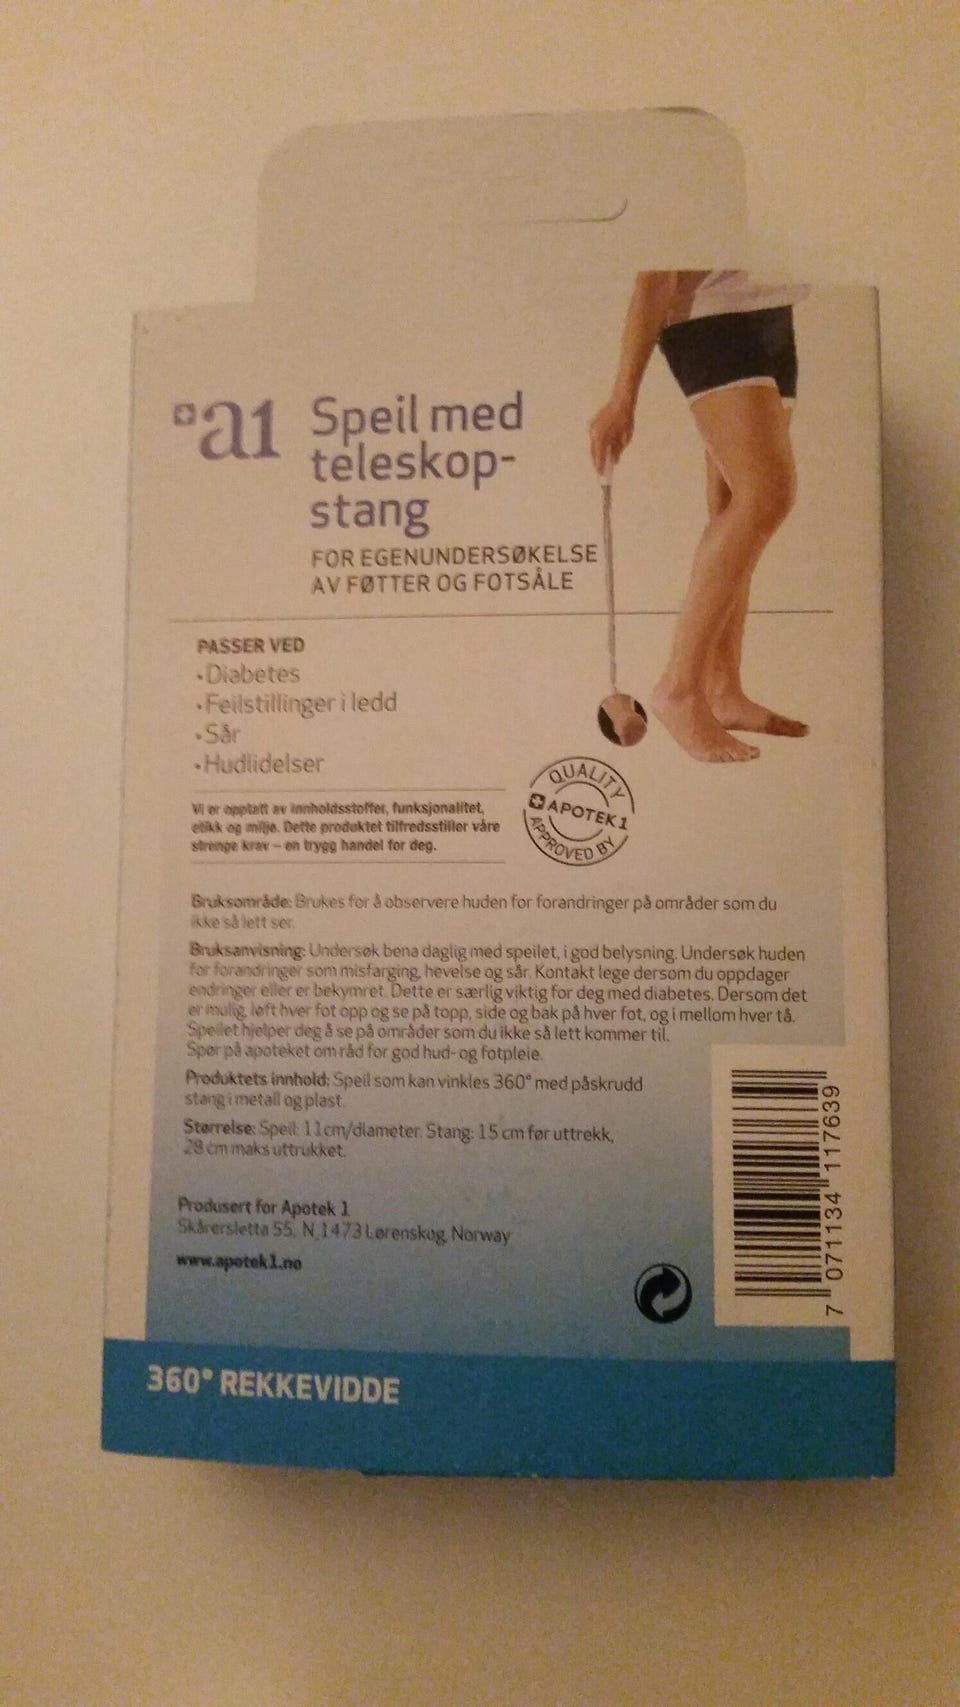 a1
Speil med
teleskop-
stang
FOR EGENUNDERSØKELSE
AV FØTTER OG FOTSÅLE
PASSER VED
•Diabetes
•Feilstillinger i ledd
•Sår
•Hudlidelser
Vi er opptatt av innholdsstoffer, funksjonalitet,
etikk og miljø. Dette produktet tilfredsstiller våre
strenge krav – en trygg handel for deg.
QUALITY
APOTEK 1
APPROVED BY
Bruksområde: Brukes for å observere huden for forandringer på områder som du
ikke så lett ser.
Bruksanvisning: Undersøk bena daglig med speilet, i god belysning. Undersøk huden
for forandringer som misfarging, hevelse og sår. Kontakt lege dersom du oppdager
endringer eller er bekymret. Dette er særlig viktig for deg med diabetes. Dersom det
er mulig, løft hver fot opp og se på topp, side og bak på hver fot, og i mellom hver tå.
Speilet hjelper deg å se på områder som du ikke så lett kommer til.
Spør på apoteket om råd for god hud- og fotpleie.
Produktets innhold: Speil som kan vinkles 360° med påskrudd
stang i metall og plast.
Størrelse: Speil: 11cm/diameter. Stang: 15 cm før uttrekk,
28 cm maks uttrukket.
Produsert for Apotek 1
Skårersletta 55, N_1473 Lørenskog, Norway
www.apotek1.no
7 071134 117639
360° REKKEVIDDE